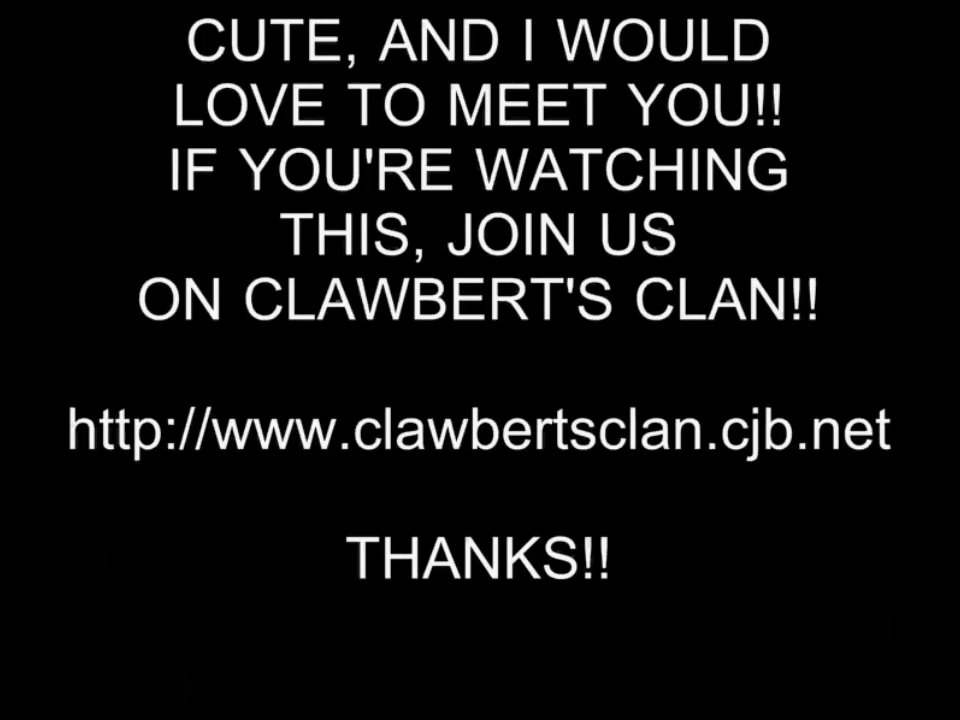 CUTE, AND I WOULD
LOVE TO MEET YOU!!
IF YOU'RE WATCHING
THIS, JOIN US
ON CLAWBERT'S CLAN!!
http://www.clawbertsclan.cjb.net
THANKS!!